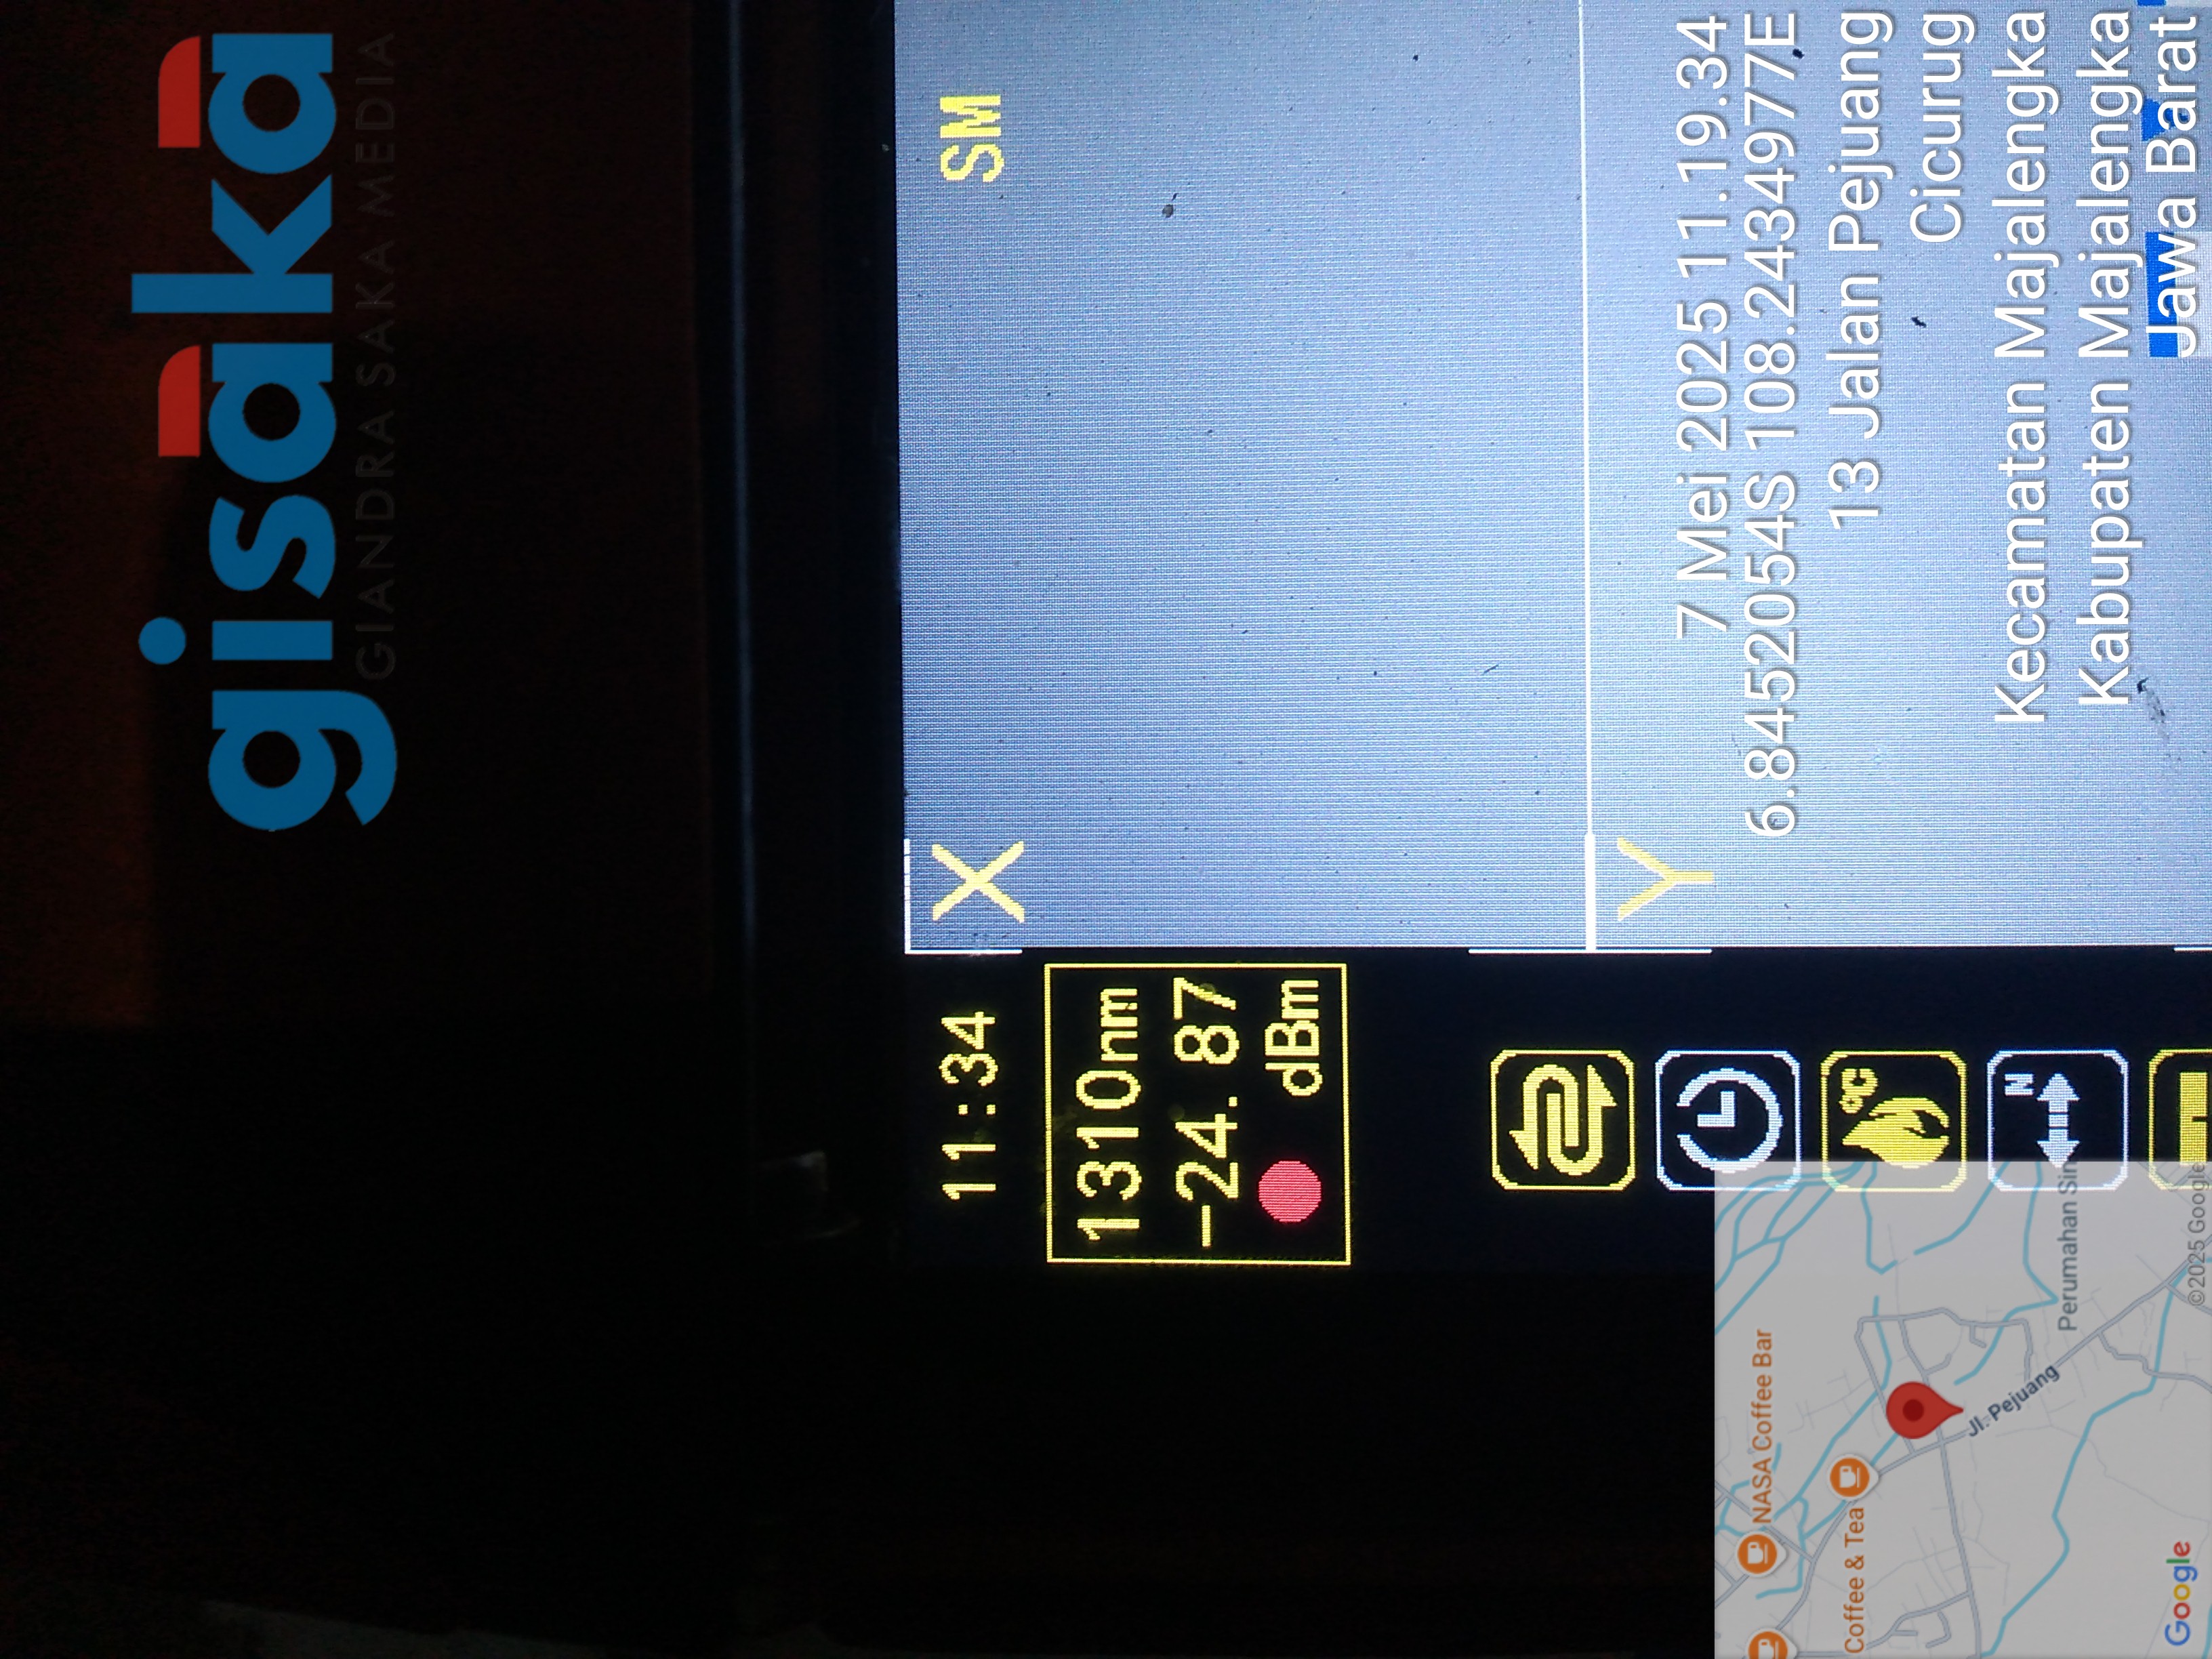 gisaka
GIANDRA SAKA MEDIA
11:34
X
SM
1310nm
-24.87
dBm
°C
N
Y
7 Mei 2025 11.19.34
6.8452054S 108.2434977E
13 Jalan Pejuang
Cicurug
Kecamatan Majalengka
Kabupaten Majalengka
Jawa Barat
NASA Coffee Bar
Coffee & Tea
Jl. Pejuang
Perumahan Sin
Google
©2025 Google